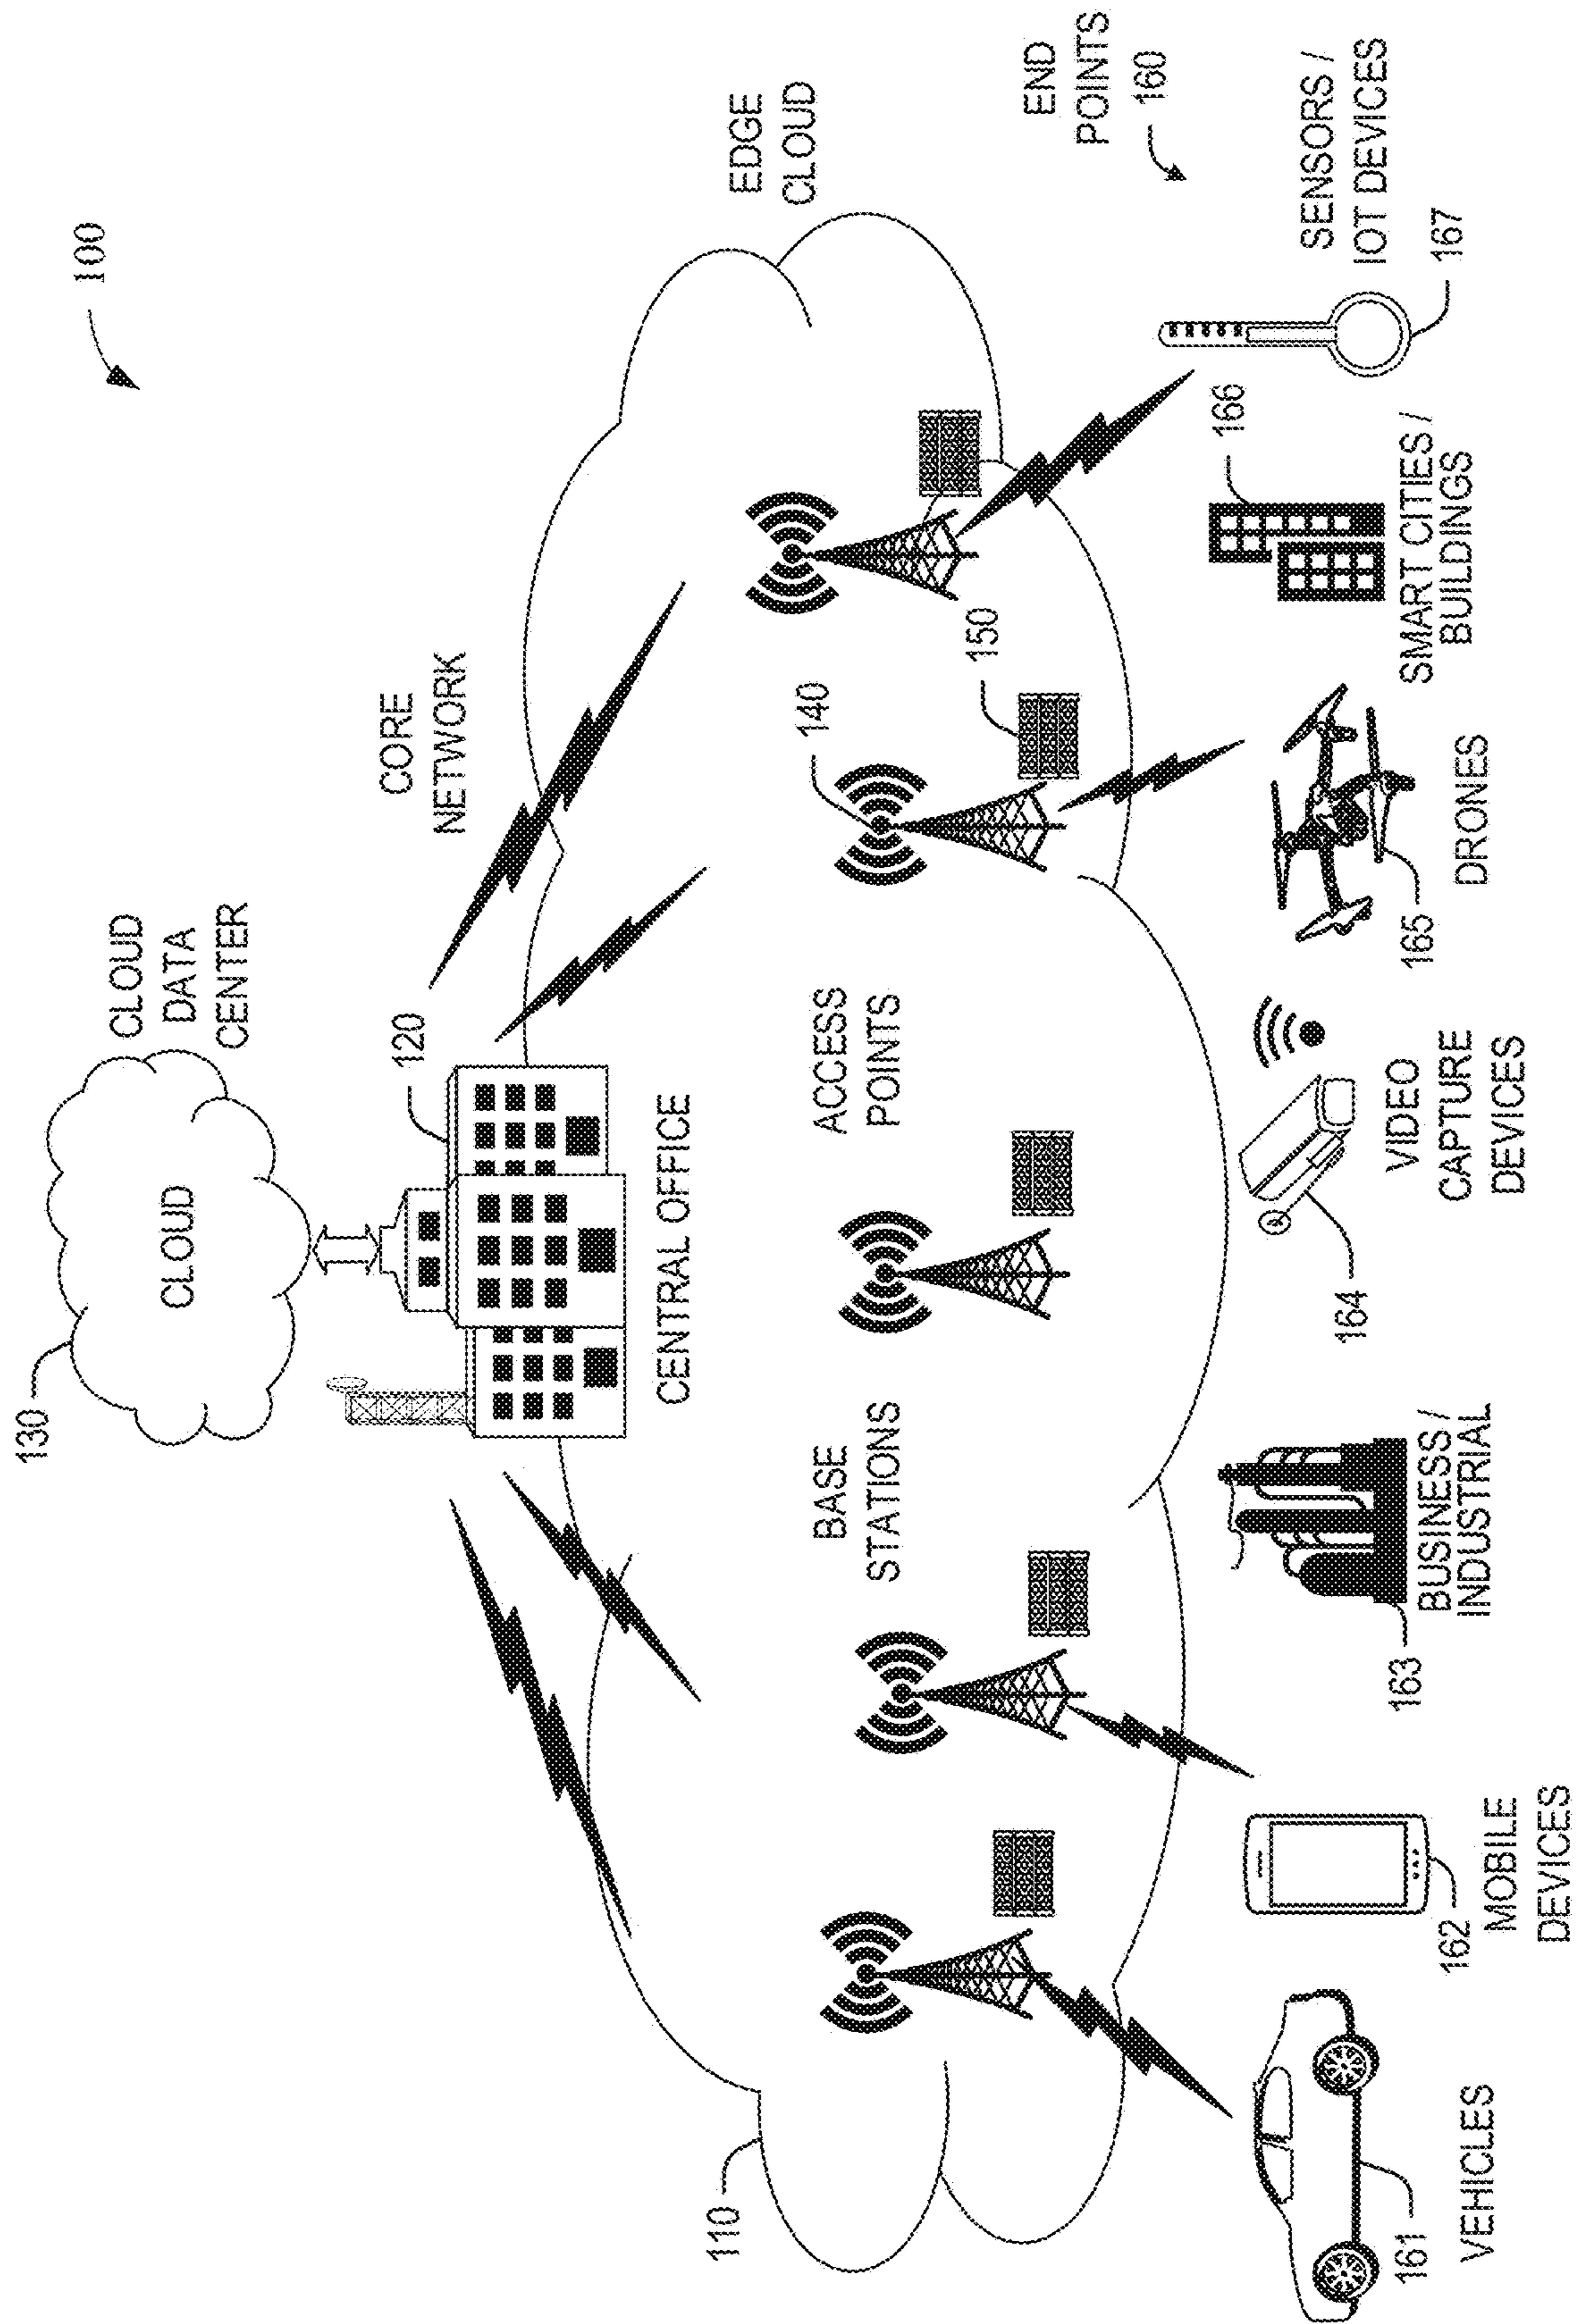 100
130
CLOUD
CLOUD
DATA
CENTER
120
CORE
NETWORK
CENTRAL OFFICE
EDGE
CLOUD
110
BASE
STATIONS
ACCESS
POINTS
140
150
END
POINTS
160
161
VEHICLES
162
MOBILE
DEVICES
163
BUSINESS /
INDUSTRIAL
164
VIDEO
CAPTURE
DEVICES
165
DRONES
166
SMART CITIES /
BUILDINGS
SENSORS /
IOT DEVICES
167